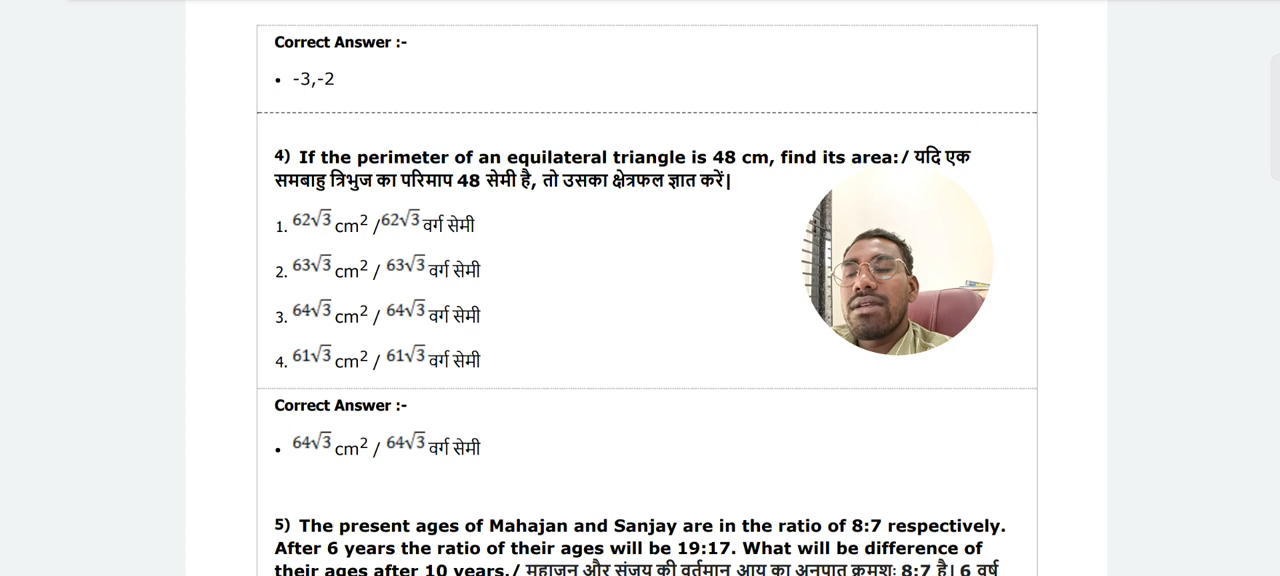 Correct Answer :-
• -3,-2
4) If the perimeter of an equilateral triangle is 48 cm, find its area:/ यदि एक
समबाहु त्रिभुज का परिमाप 48 सेमी है, तो उसका क्षेत्रफल ज्ञात करें|
1. 62√3 cm² /62√3 वर्ग सेमी
2. 63√3 cm² / 63√3 वर्ग सेमी
3. 64√3 cm² / 64√3 वर्ग सेमी
4. 61√3 cm² / 61√3 वर्ग सेमी
Correct Answer :-
• 64√3 cm² / 64√3 वर्ग सेमी
5) The present ages of Mahajan and Sanjay are in the ratio of 8:7 respectively.
After 6 years the ratio of their ages will be 19:17. What will be difference of
their ages after 10 years./ महाजन और संजय की वर्तमान आयु का अनुपात क्रमशः 8:7 है। 6 वर्ष